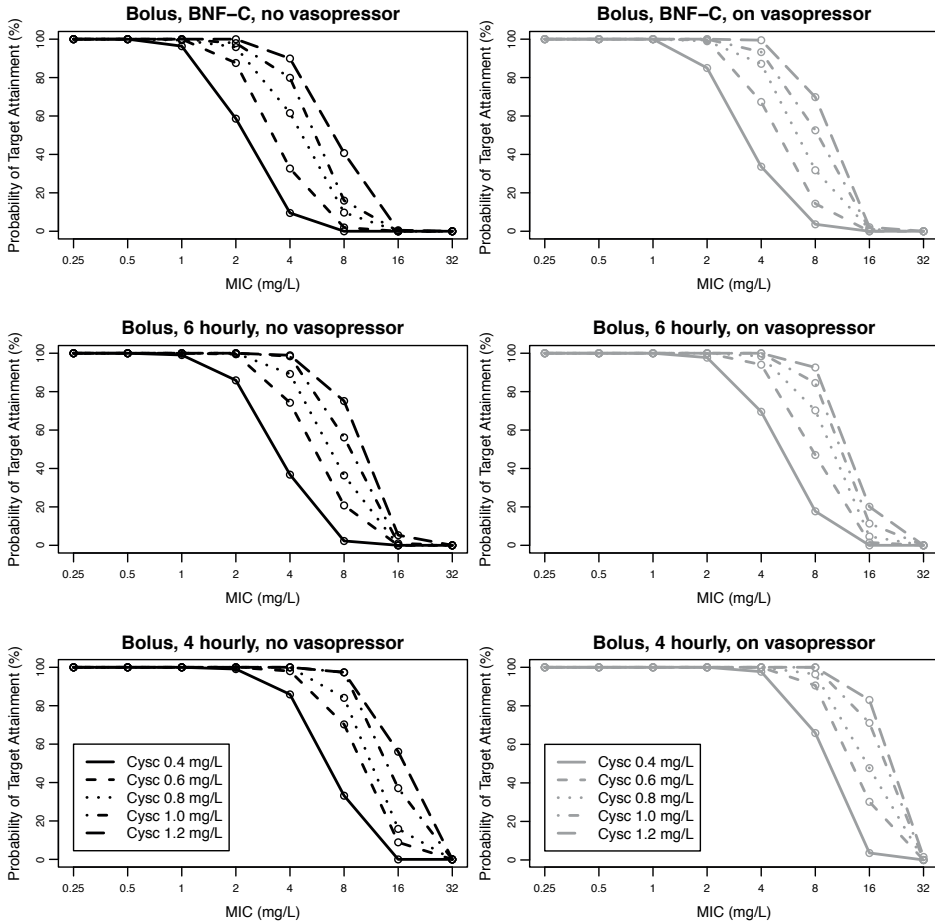 Bolus, BNF−C, no vasopressor
Probability of Target Attainment (%)
100
80
60
40
20
0
0.25 0.5 1 2 4 8 16 32
MIC (mg/L)
Bolus, BNF−C, on vasopressor
Probability of Target Attainment (%)
100
80
60
40
20
0
0.25 0.5 1 2 4 8 16 32
MIC (mg/L)
Bolus, 6 hourly, no vasopressor
Probability of Target Attainment (%)
100
80
60
40
20
0
0.25 0.5 1 2 4 8 16 32
MIC (mg/L)
Bolus, 6 hourly, on vasopressor
Probability of Target Attainment (%)
100
80
60
40
20
0
0.25 0.5 1 2 4 8 16 32
MIC (mg/L)
Bolus, 4 hourly, no vasopressor
Probability of Target Attainment (%)
100
80
60
40
20
0
Cysc 0.4 mg/L
Cysc 0.6 mg/L
Cysc 0.8 mg/L
Cysc 1.0 mg/L
Cysc 1.2 mg/L
0.25 0.5 1 2 4 8 16 32
MIC (mg/L)
Bolus, 4 hourly, on vasopressor
Probability of Target Attainment (%)
100
80
60
40
20
0
Cysc 0.4 mg/L
Cysc 0.6 mg/L
Cysc 0.8 mg/L
Cysc 1.0 mg/L
Cysc 1.2 mg/L
0.25 0.5 1 2 4 8 16 32
MIC (mg/L)